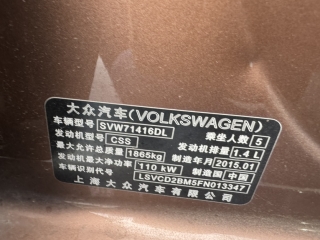 大众汽车(VOLKSWAGEN)
车辆型号 SVW71416DL 乘坐人数 5
发动机型号 CSS 发动机排量 1.4 L
最大允许总质量 1865kg 制造年月 2015.01
发动机最大净功率 110 kW 制造国 中国
车辆识别代号 LSVCD2BM5FN013347
上海大众汽车有限公司